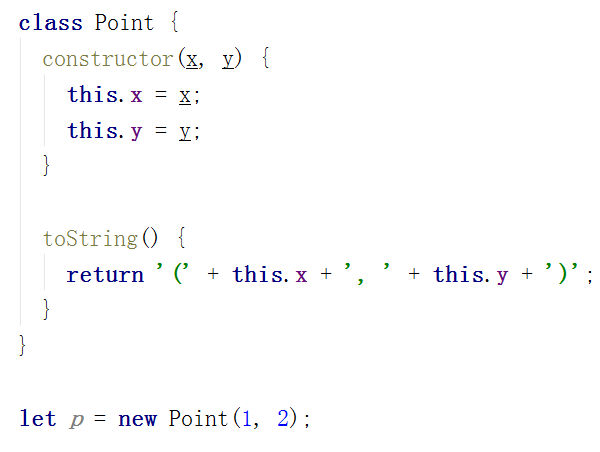 class Point {
  constructor(x, y) {
    this.x = x;
    this.y = y;
  }

  toString() {
    return '(' + this.x + ', ' + this.y + ')';
  }
}

let p = new Point(1, 2);